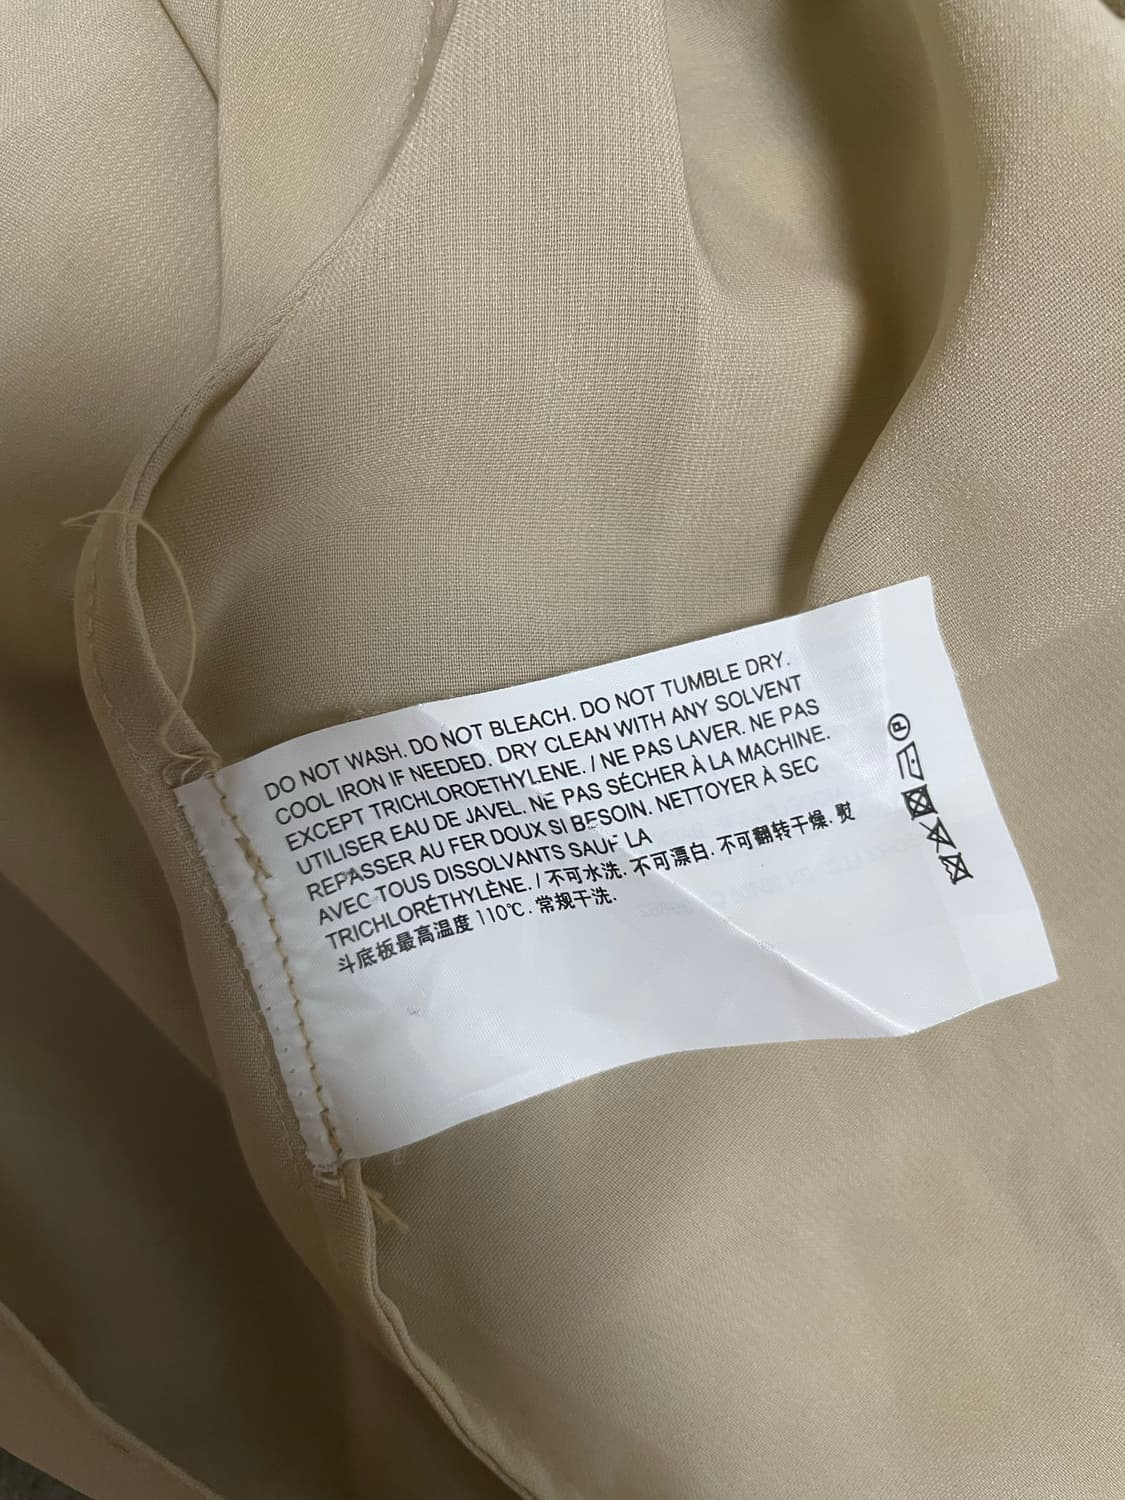 DO NOT WASH. DO NOT BLEACH. DO NOT TUMBLE DRY.
COOL IRON IF NEEDED. DRY CLEAN WITH ANY SOLVENT
EXCEPT TRICHLOROETHYLENE. / NE PAS LAVER. NE PAS
UTILISER EAU DE JAVEL. NE PAS SÉCHER À LA MACHINE.
REPASSER AU FER DOUX SI BESOIN. NETTOYER À SEC
AVEC TOUS DISSOLVANTS SAUF LA
TRICHLORÉTHYLÈNE. / 不可水洗. 不可漂白. 不可翻转干燥. 熨
斗底板最高温度 110℃. 常规干洗.